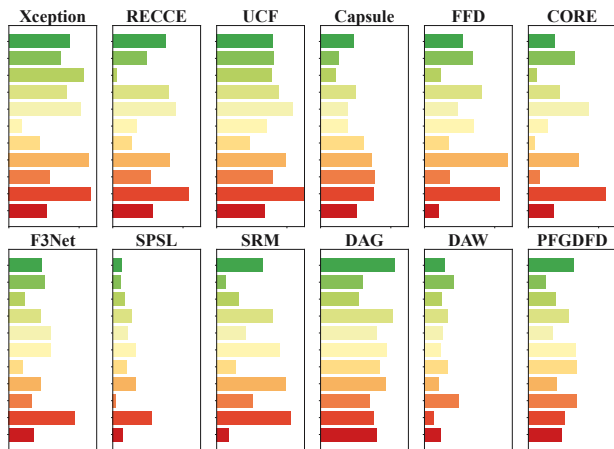 Xception RECCE UCF Capsule FFD CORE
F3Net SPSL SRM DAG DAW PFGDFD